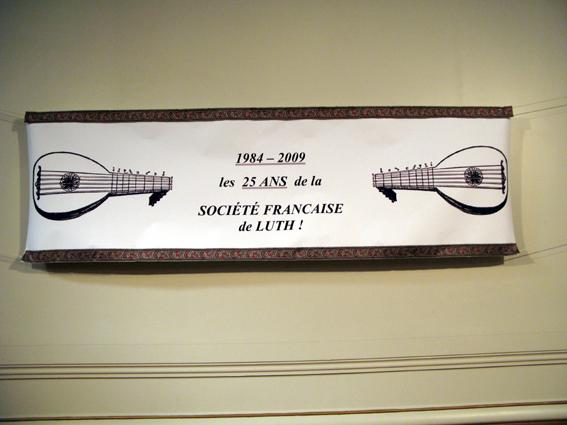 1984 – 2009
les 25 ANS de la
SOCIÉTÉ FRANCAISE
de LUTH !